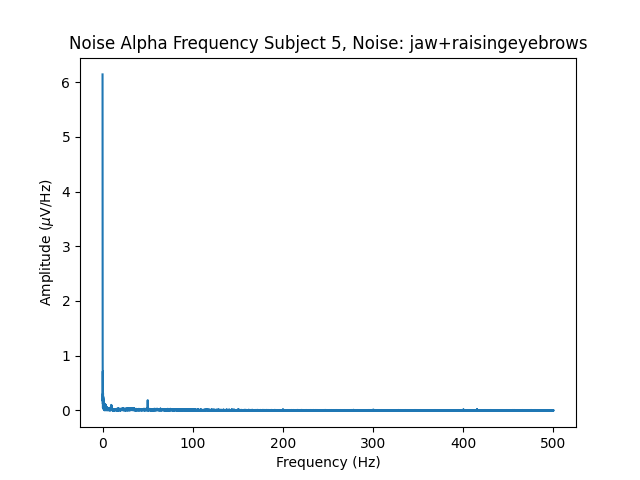 Noise Alpha Frequency Subject 5, Noise: jaw+raisingeyebrows
Amplitude (μV/Hz)
6
5
4
3
2
1
0
0 100 200 300 400 500
Frequency (Hz)